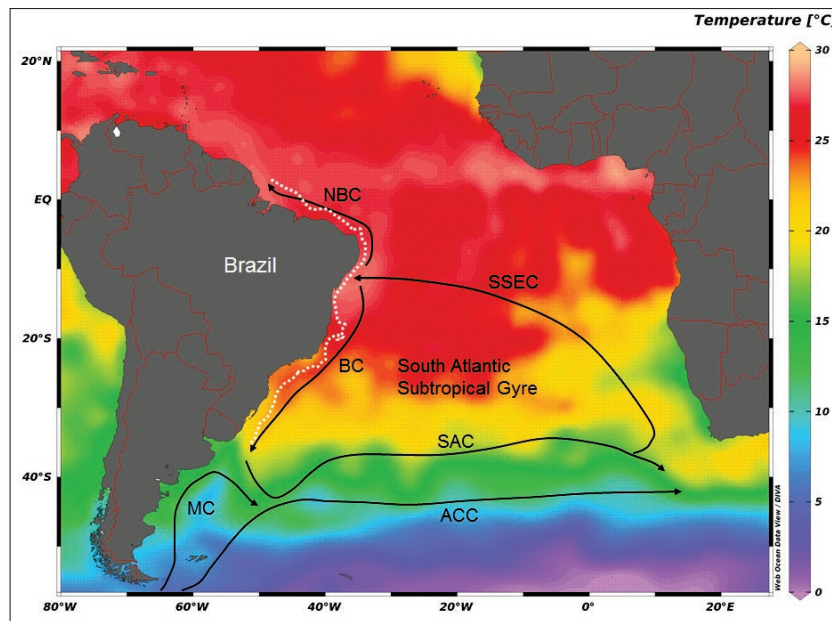 Temperature [°C]
20°N
EQ
20°S
40°S
80°W
60°W
40°W
20°W
0°
20°E
30
25
20
15
10
5
0
NBC
Brazil
SSEC
BC
South Atlantic
Subtropical Gyre
SAC
MC
ACC
Web Ocean Data View / DIVA